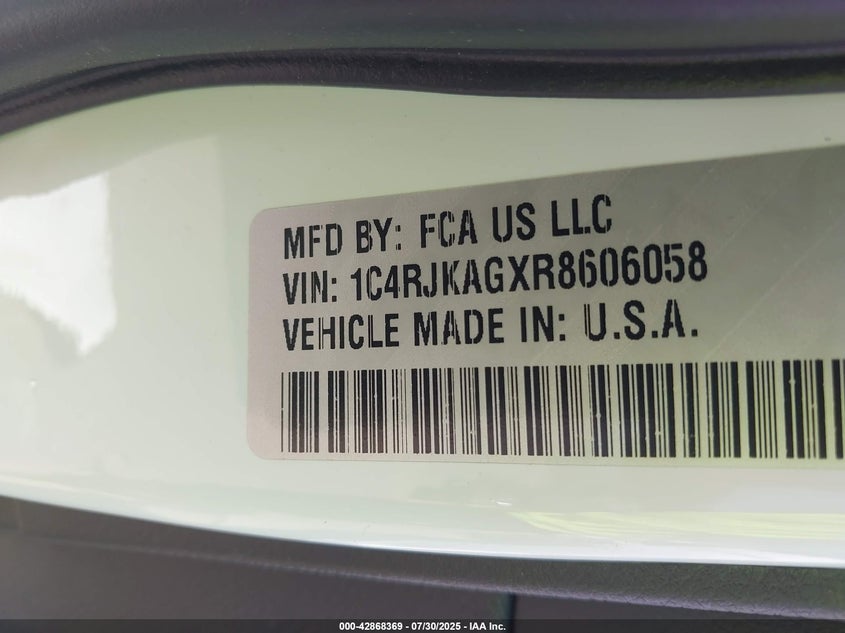 MFD BY: FCA US LLC
VIN: 1C4RJKAGXR8606058
VEHICLE MADE IN: U.S.A.
000-42868369 - 07/30/2025 - IAA Inc.